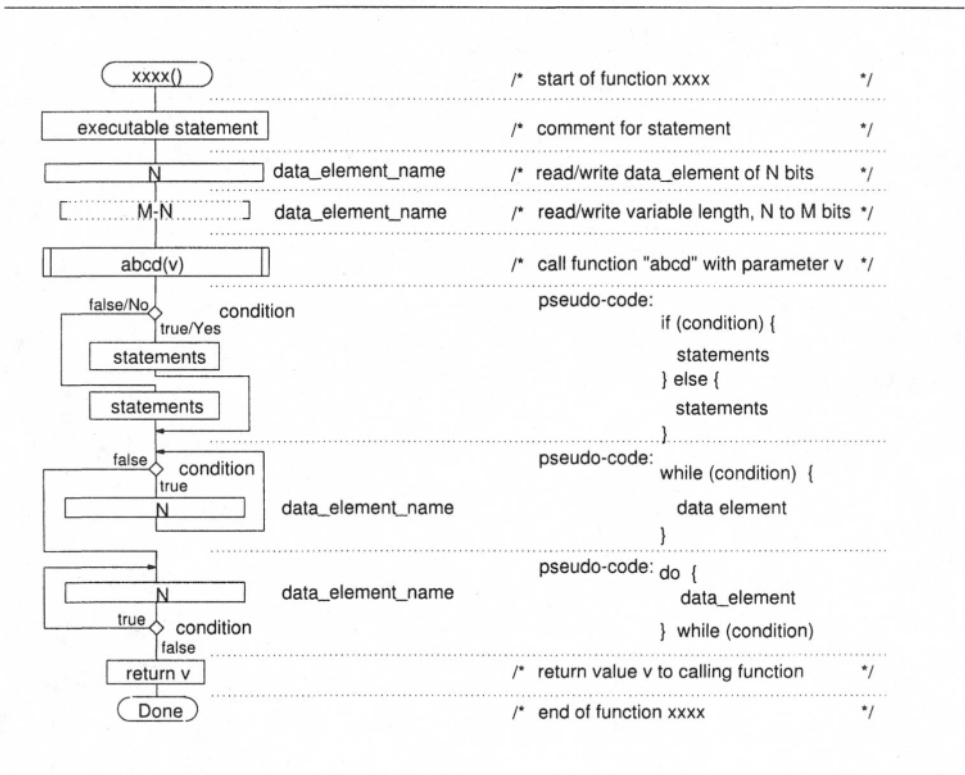 xxxx() /* start of function xxxx */
executable statement /* comment for statement */
N data_element_name /* read/write data_element of N bits */
M-N data_element_name /* read/write variable length, N to M bits */
abcd(v) /* call function "abcd" with parameter v */
false/No condition pseudo-code:
true/Yes if (condition) {
statements statements
} else {
statements statements
}
false condition pseudo-code: while (condition) {
true
N data_element_name data element
}
pseudo-code: do {
N data_element_name data_element
true condition } while (condition)
false
return v /* return value v to calling function */
Done /* end of function xxxx */